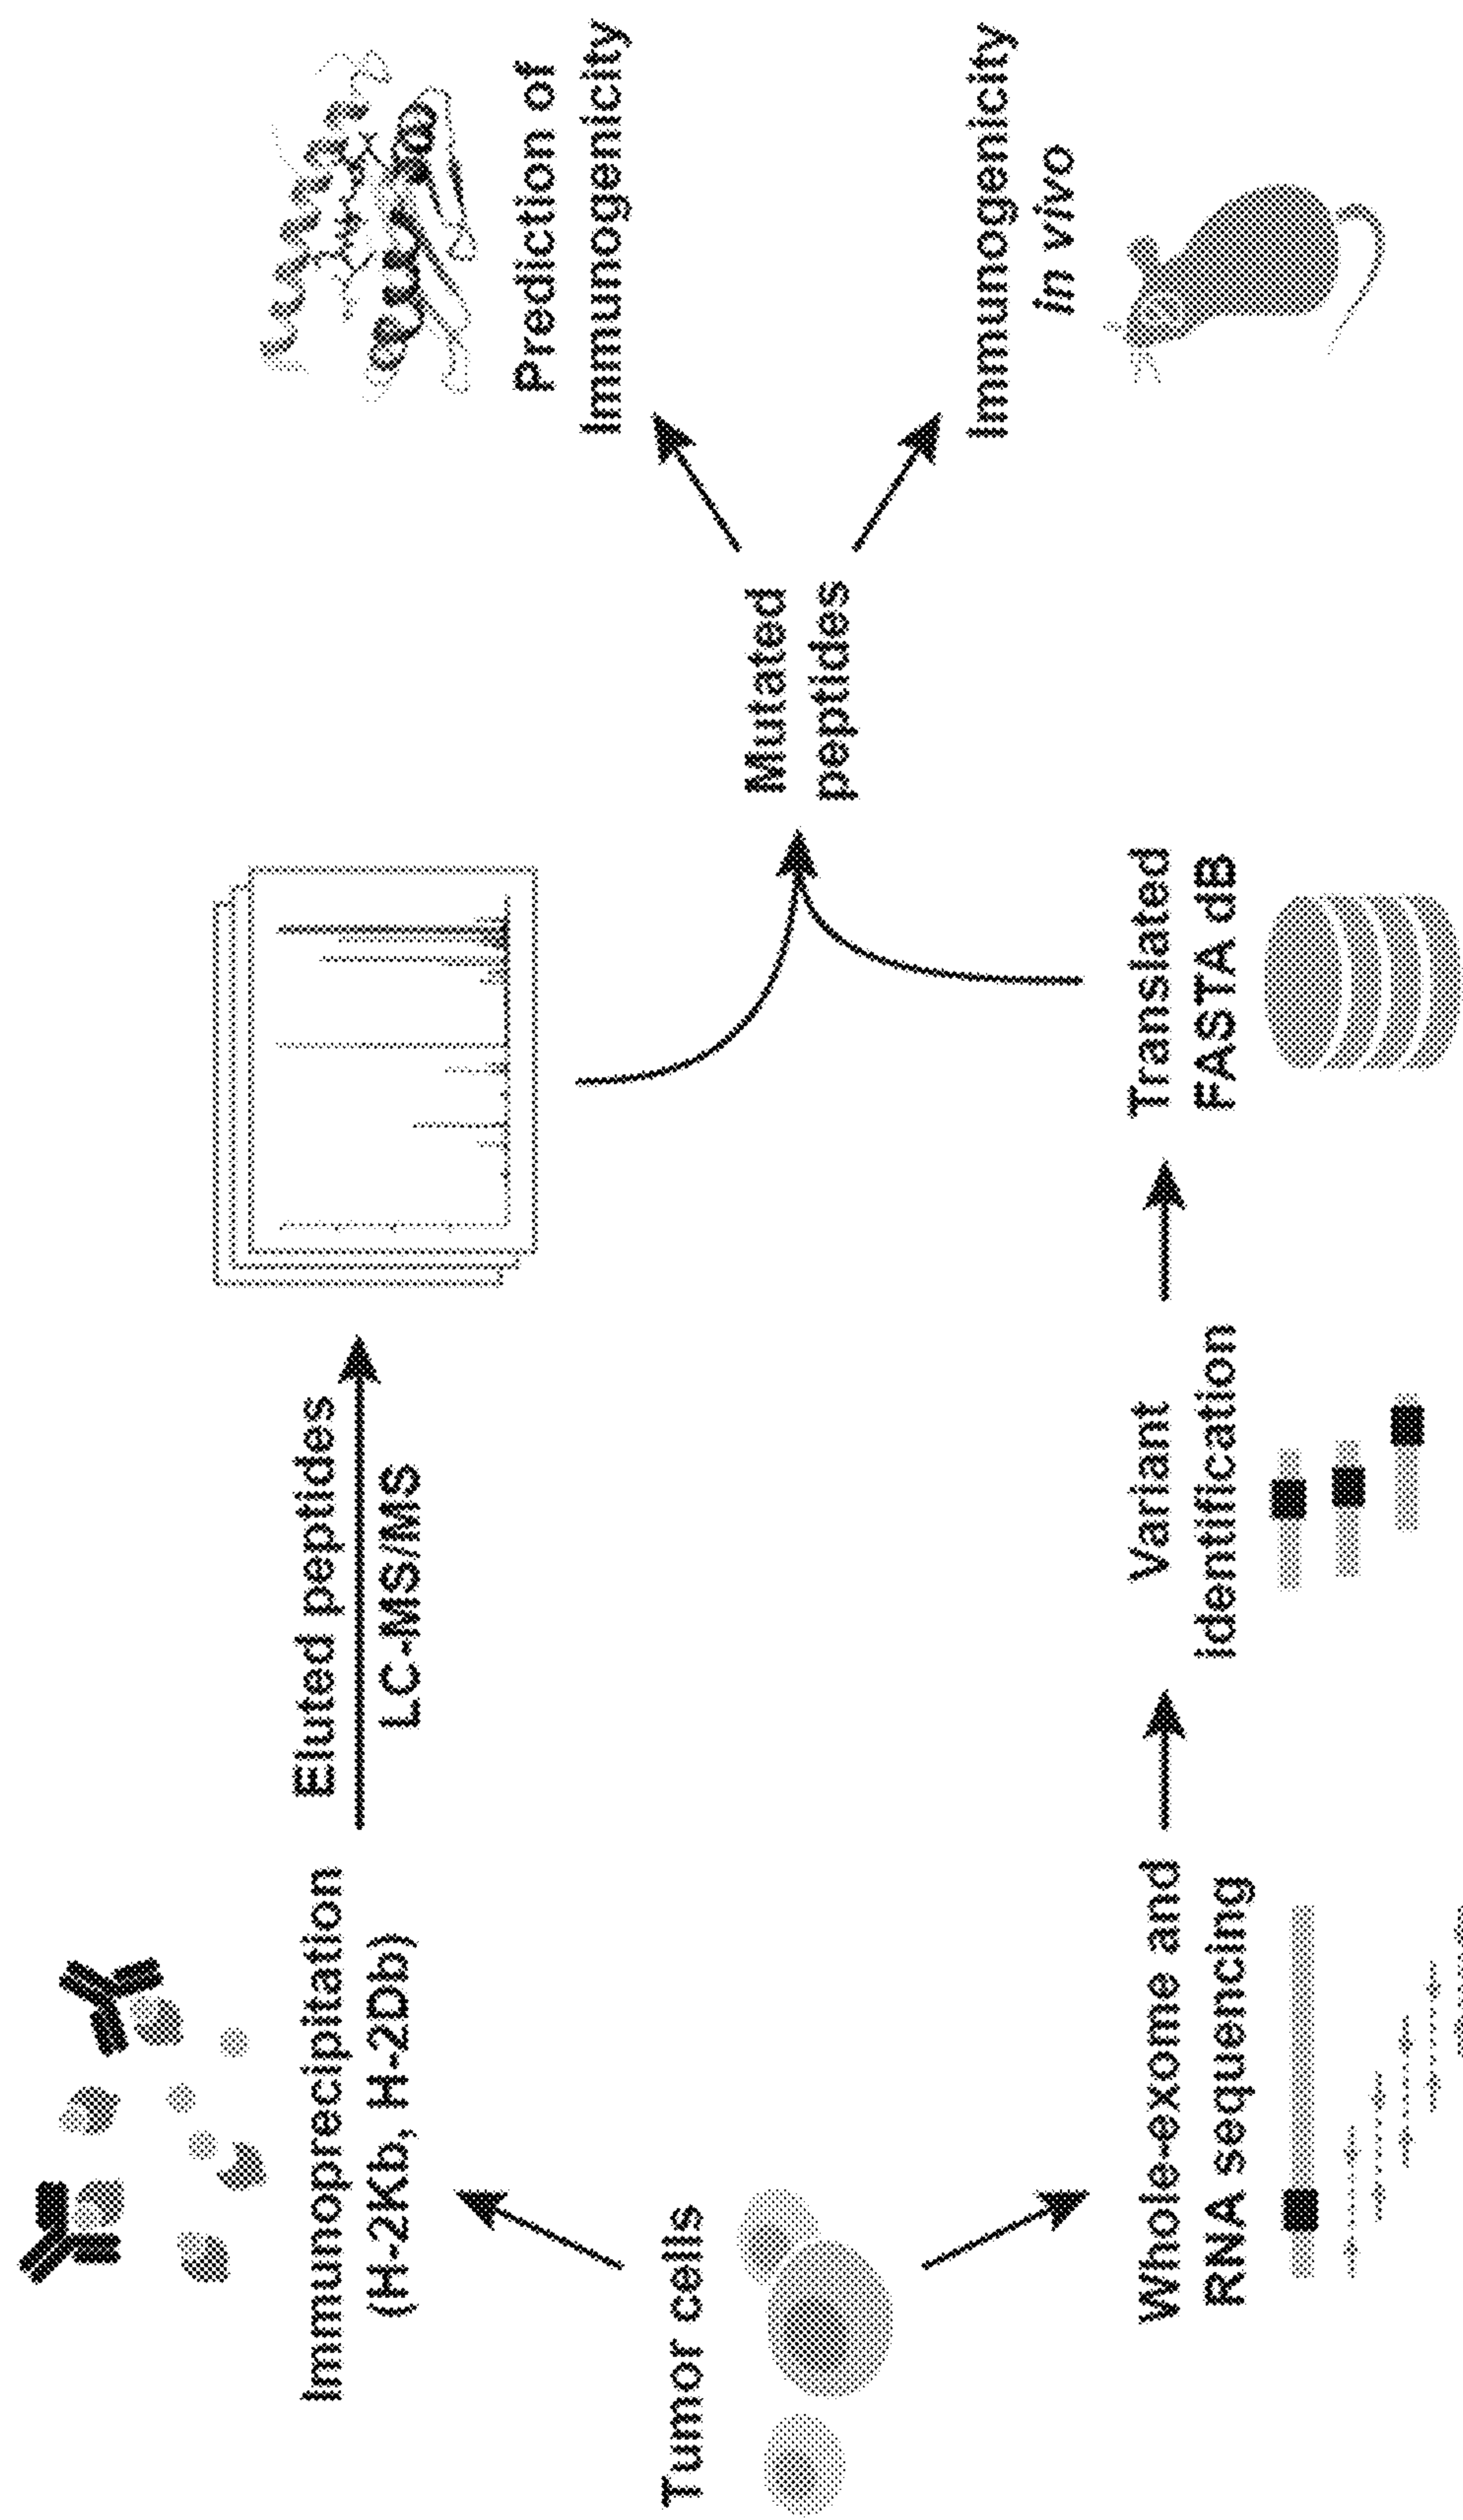 Tumor cells
Immunoprecipitation
(H-2Kb, H-2Db)
Eluted peptides
LC-MS/MS
Whole-exome and
RNA sequencing
Variant
identification
Translated
FASTA dB
Mutated
peptides
Prediction of
Immunogenicity
Immunogenicity
in vivo